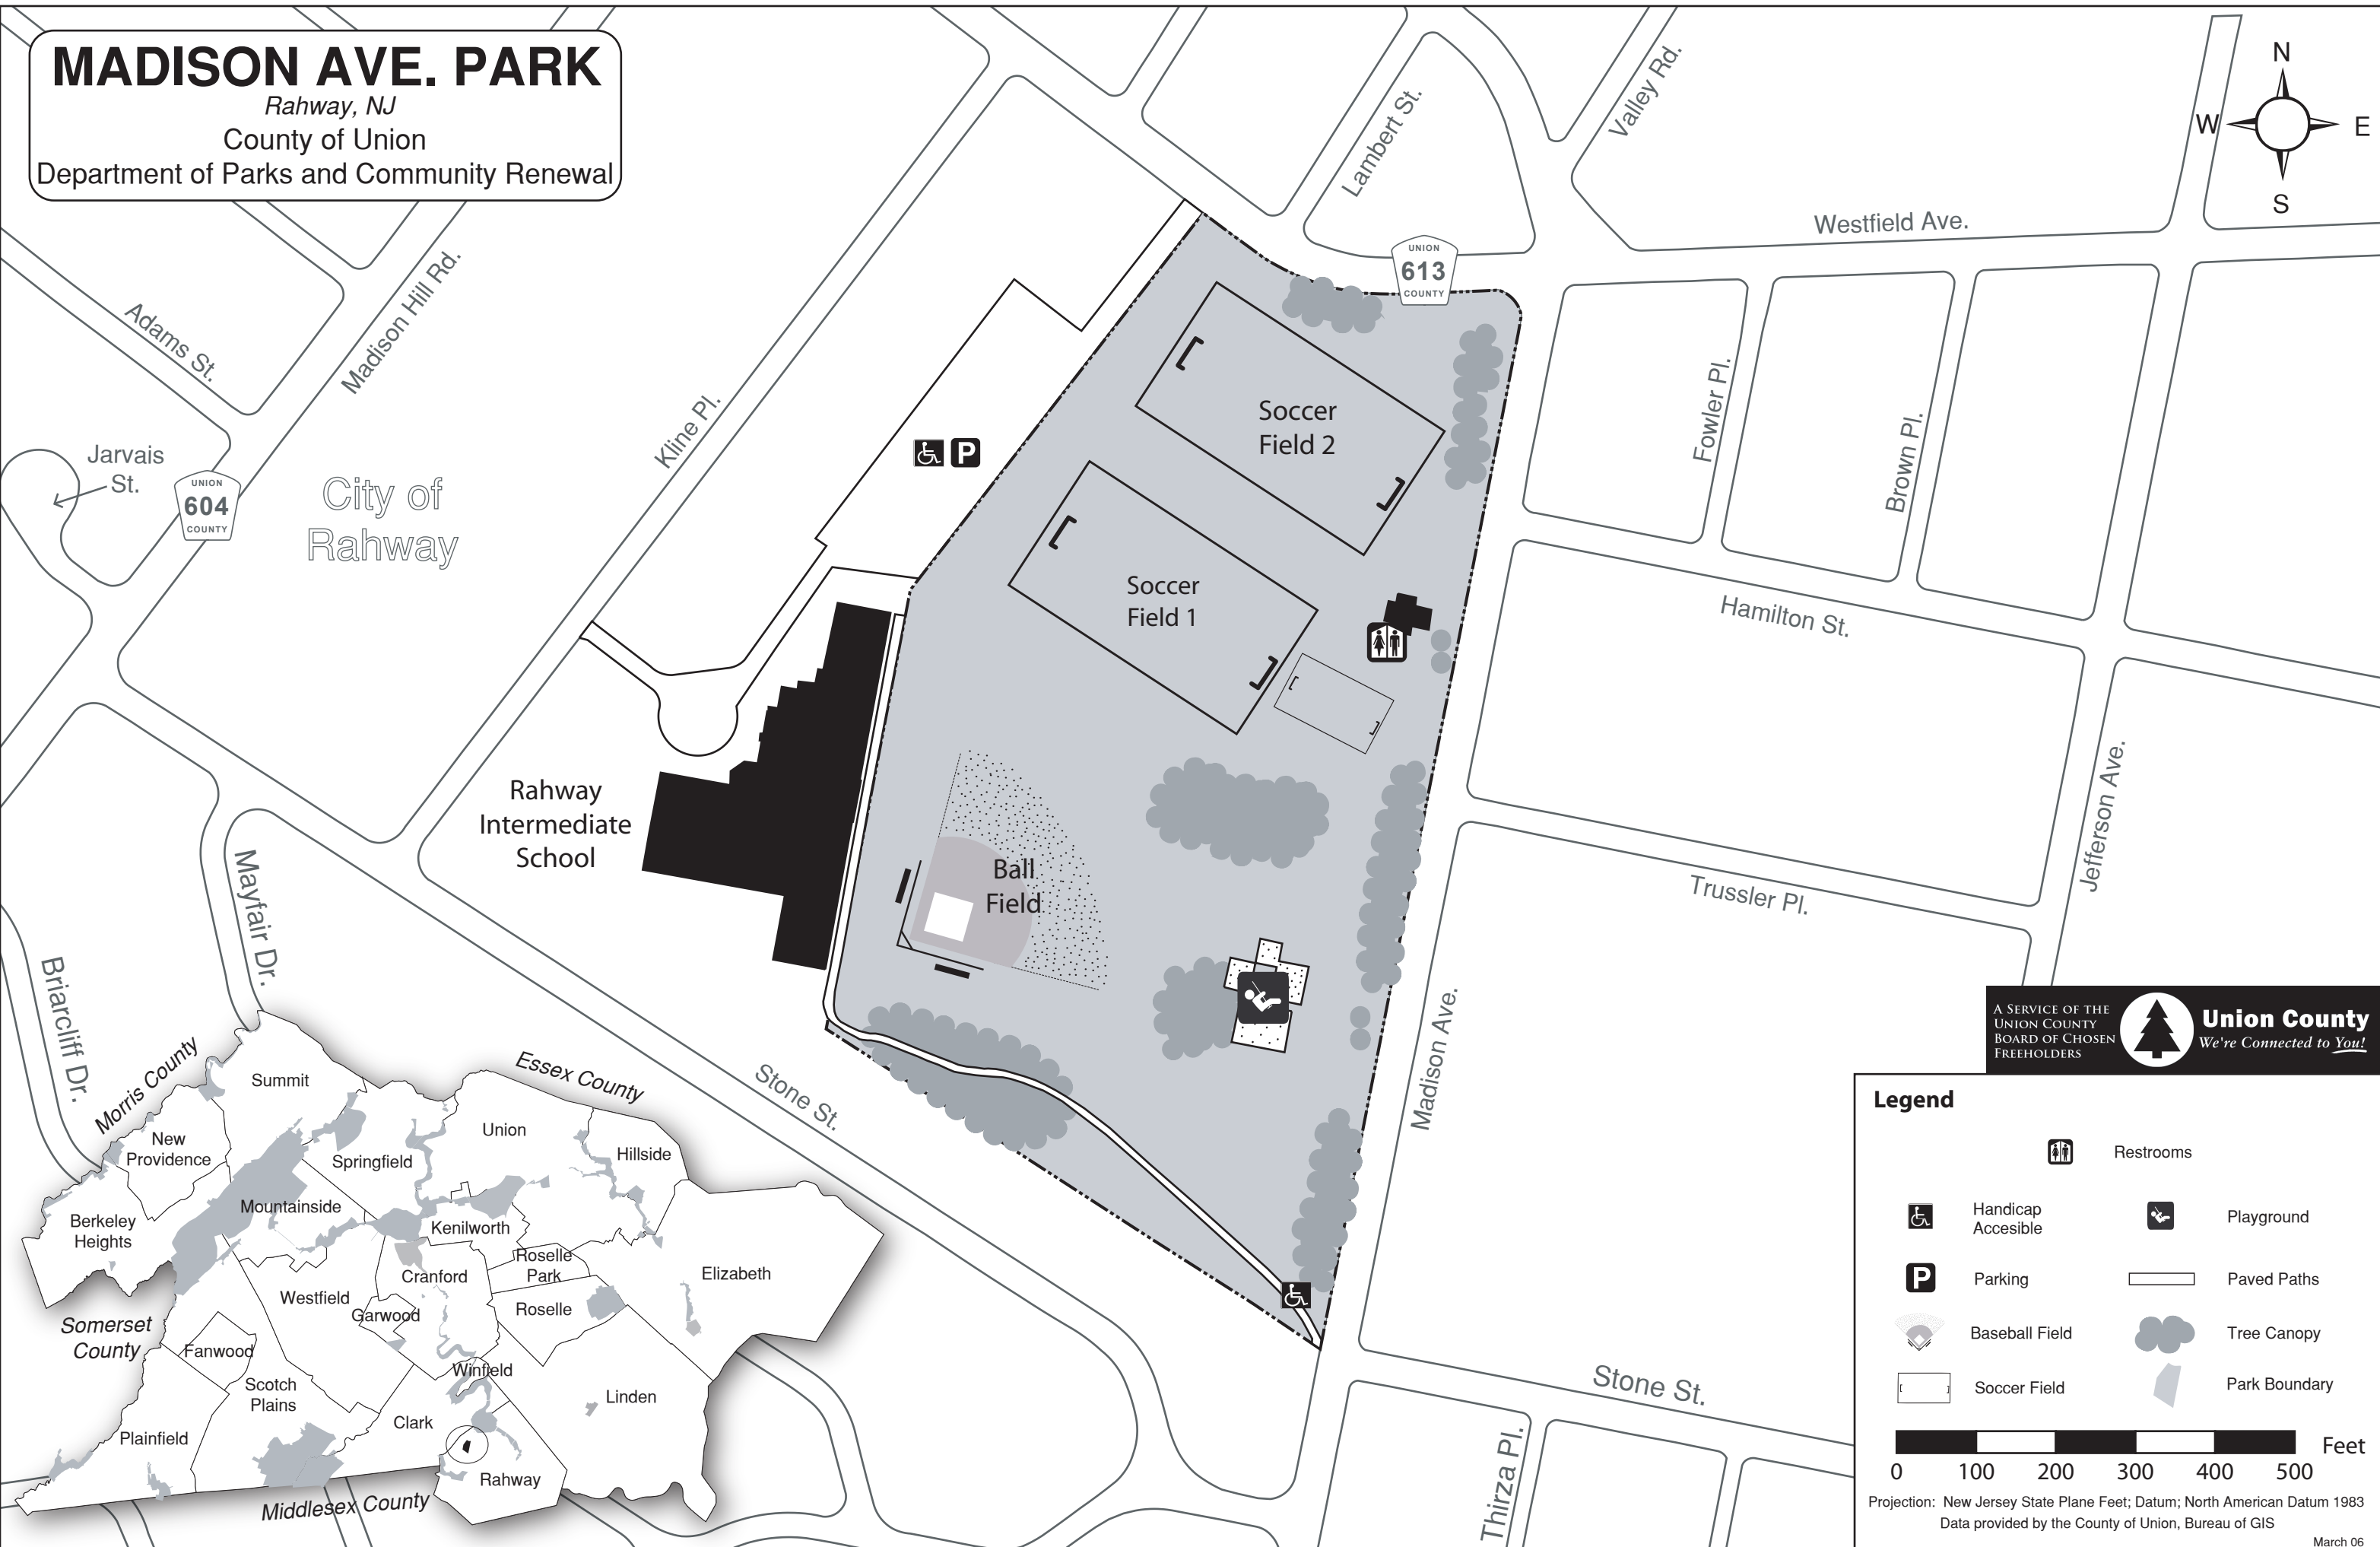 MADISON AVE. PARK
Rahway, NJ
County of Union
Department of Parks and Community Renewal
N
W
E
S
Valley Rd.
Lambert St.
Westfield Ave.
UNION
613
COUNTY
Adams St.
Madison Hill Rd.
Kline Pl.
Jarvais
St.
UNION
604
COUNTY
City of
Rahway
P
Soccer
Field 2
Soccer
Field 1
Fowler Pl.
Brown Pl.
Hamilton St.
Jefferson Ave.
Trussler Pl.
Rahway
Intermediate
School
Ball
Field
Mayfair Dr.
Briarcliff Dr.
Stone St.
Madison Ave.
Stone St.
Thirza Pl.
Morris County
Essex County
Summit
New
Providence
Springfield
Union
Hillside
Berkeley
Heights
Mountainside
Kenilworth
Roselle
Park
Cranford
Elizabeth
Westfield
Garwood
Roselle
Somerset
County
Fanwood
Winfield
Scotch
Plains
Linden
Clark
Plainfield
Rahway
Middlesex County
A SERVICE OF THE
UNION COUNTY
BOARD OF CHOSEN
FREEHOLDERS
Union County
We're Connected to You!
Legend
Restrooms
Handicap
Accesible
Playground
P
Parking
Paved Paths
Baseball Field
Tree Canopy
Soccer Field
Park Boundary
Feet
0 100 200 300 400 500
Projection: New Jersey State Plane Feet; Datum; North American Datum 1983
Data provided by the County of Union, Bureau of GIS
March 06